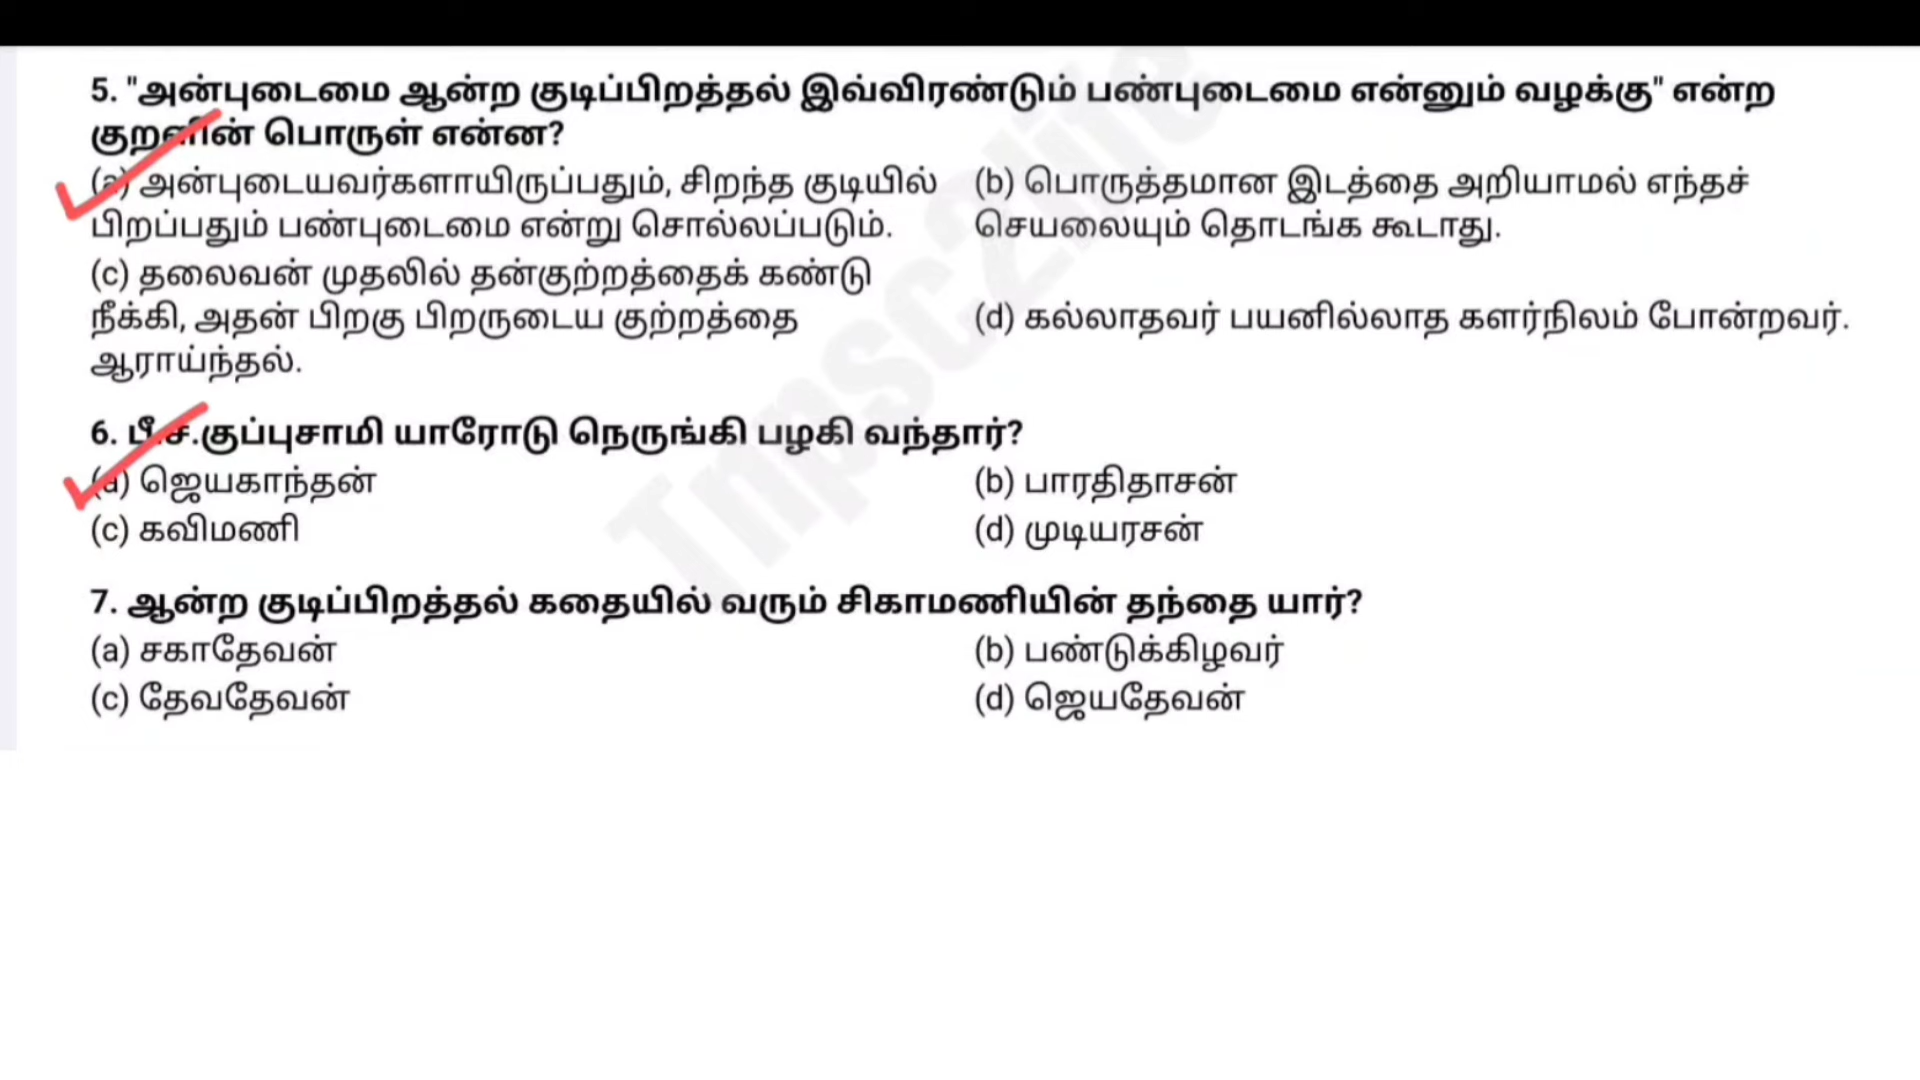 5. "அன்புடைமை ஆன்ற குடிப்பிறத்தல் இவ்விரண்டும் பண்புடைமை என்னும் வழக்கு" என்ற
குறளின் பொருள் என்ன?
(a) அன்புடையவர்களாயிருப்பதும், சிறந்த குடியில்
பிறப்பதும் பண்புடைமை என்று சொல்லப்படும்.
(b) பொருத்தமான இடத்தை அறியாமல் எந்தச்
செயலையும் தொடங்க கூடாது.
(c) தலைவன் முதலில் தன்குற்றத்தைக் கண்டு
நீக்கி, அதன் பிறகு பிறருடைய குற்றத்தை
ஆராய்ந்தல்.
(d) கல்லாதவர் பயனில்லாத களர்நிலம் போன்றவர்.
6. பீ.ச.குப்புசாமி யாரோடு நெருங்கி பழகி வந்தார்?
(a) ஜெயகாந்தன்
(b) பாரதிதாசன்
(c) கவிமணி
(d) முடியரசன்
7. ஆன்ற குடிப்பிறத்தல் கதையில் வரும் சிகாமணியின் தந்தை யார்?
(a) சகாதேவன்
(b) பண்டுக்கிழவர்
(c) தேவதேவன்
(d) ஜெயதேவன்
Tnpsc2life